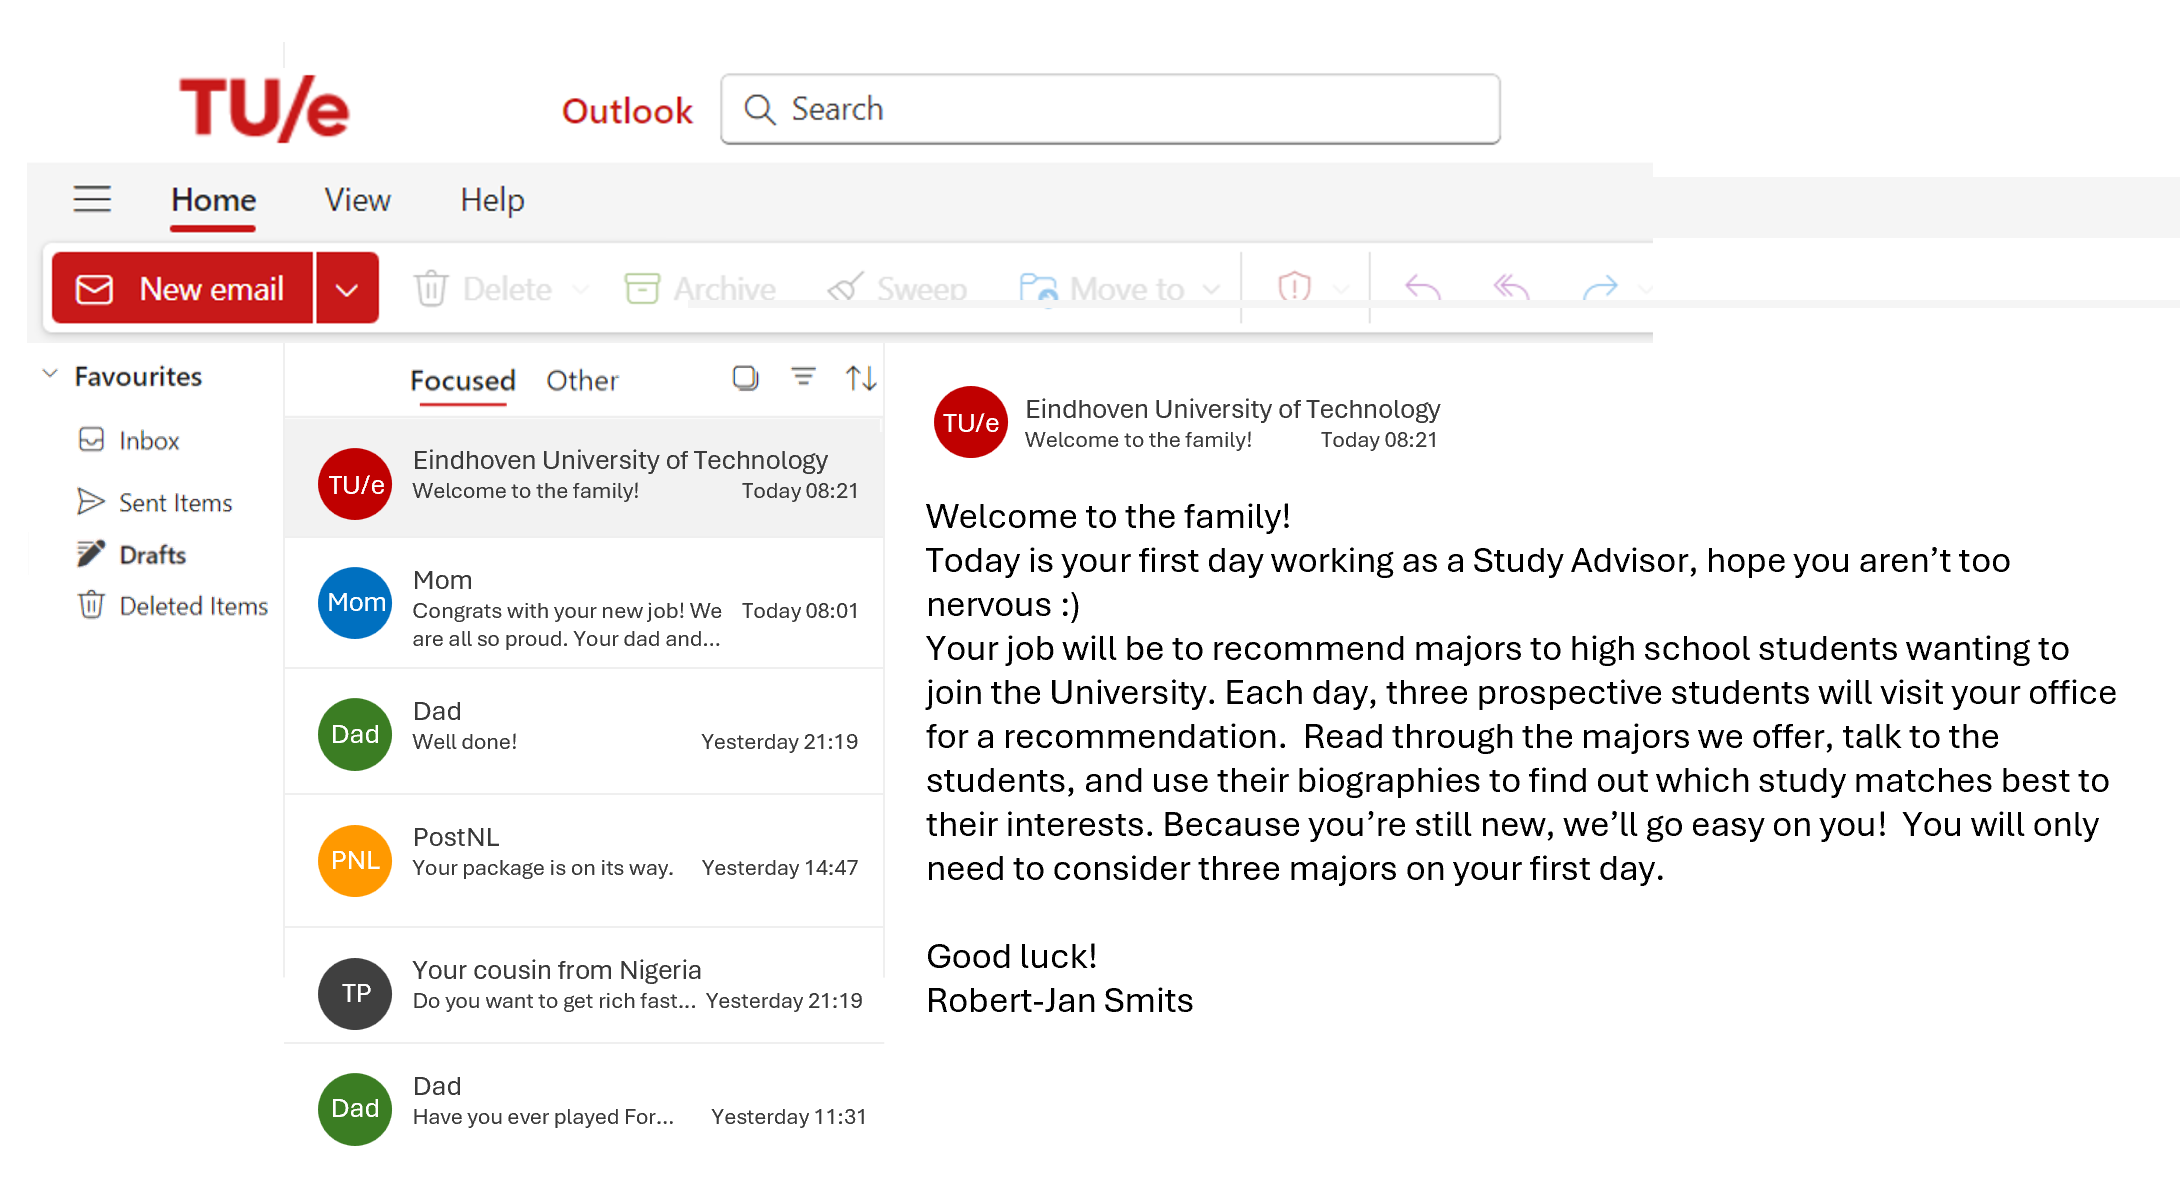 TU/e
Outlook
Search
Home View Help
New email Delete Archive Sweep Move to
Favourites
Inbox
Sent Items
Drafts
Deleted Items
Focused Other
TU/e
Eindhoven University of Technology
Welcome to the family! Today 08:21
Mom
Mom
Congrats with your new job! We Today 08:01
are all so proud. Your dad and...
Dad
Dad
Well done! Yesterday 21:19
PNL
PostNL
Your package is on its way. Yesterday 14:47
TP
Your cousin from Nigeria
Do you want to get rich fast... Yesterday 21:19
Dad
Dad
Have you ever played For... Yesterday 11:31
TU/e
Eindhoven University of Technology
Welcome to the family! Today 08:21
Welcome to the family!
Today is your first day working as a Study Advisor, hope you aren’t too
nervous :)
Your job will be to recommend majors to high school students wanting to
join the University. Each day, three prospective students will visit your office
for a recommendation. Read through the majors we offer, talk to the
students, and use their biographies to find out which study matches best to
their interests. Because you’re still new, we’ll go easy on you! You will only
need to consider three majors on your first day.
Good luck!
Robert-Jan Smits